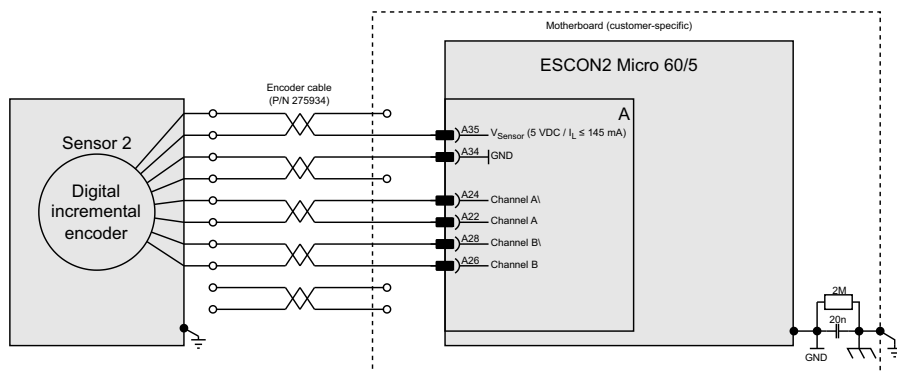 Motherboard (customer-specific)
ESCON2 Micro 60/5
Encoder cable
(P/N 275934)
A
Sensor 2
Digital
incremental
encoder
A35 VSensor (5 VDC / IL ≤ 145 mA)
A34 GND
A24 Channel A\
A22 Channel A
A28 Channel B\
A26 Channel B
2M
20n
GND